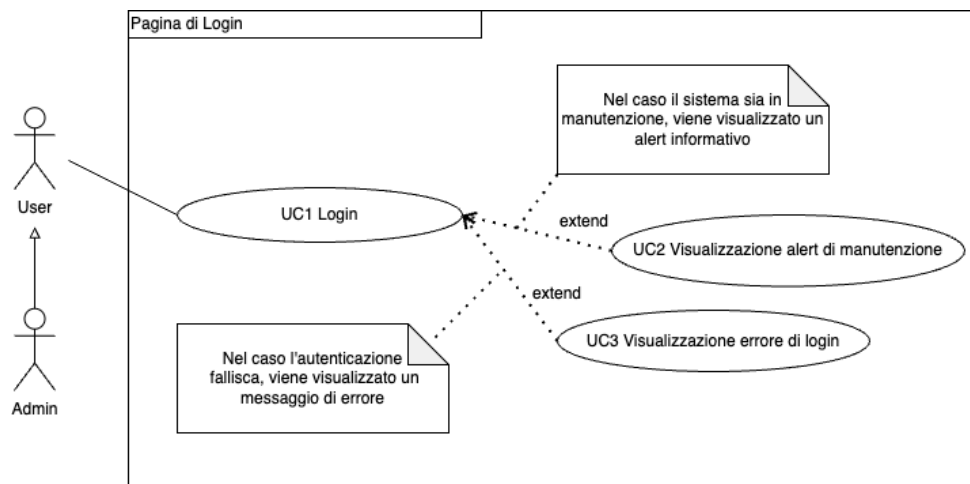 Pagina di Login
Nel caso il sistema sia in
manutenzione, viene visualizzato un
alert informativo
User
UC1 Login
extend
UC2 Visualizzazione alert di manutenzione
extend
UC3 Visualizzazione errore di login
Nel caso l'autenticazione
fallisca, viene visualizzato un
messaggio di errore
Admin